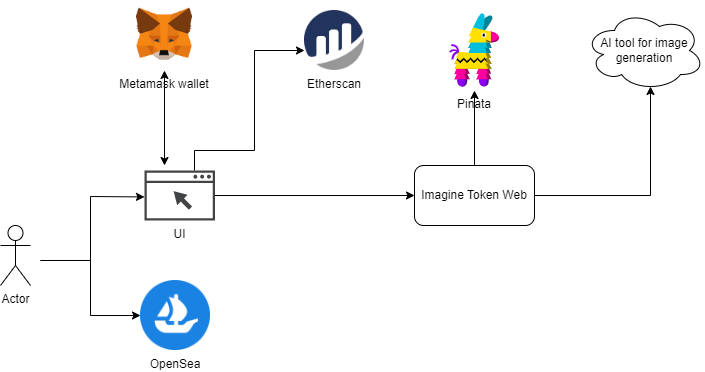 Metamask wallet
Etherscan
Pinata
AI tool for image
generation
Imagine Token Web
UI
Actor
OpenSea